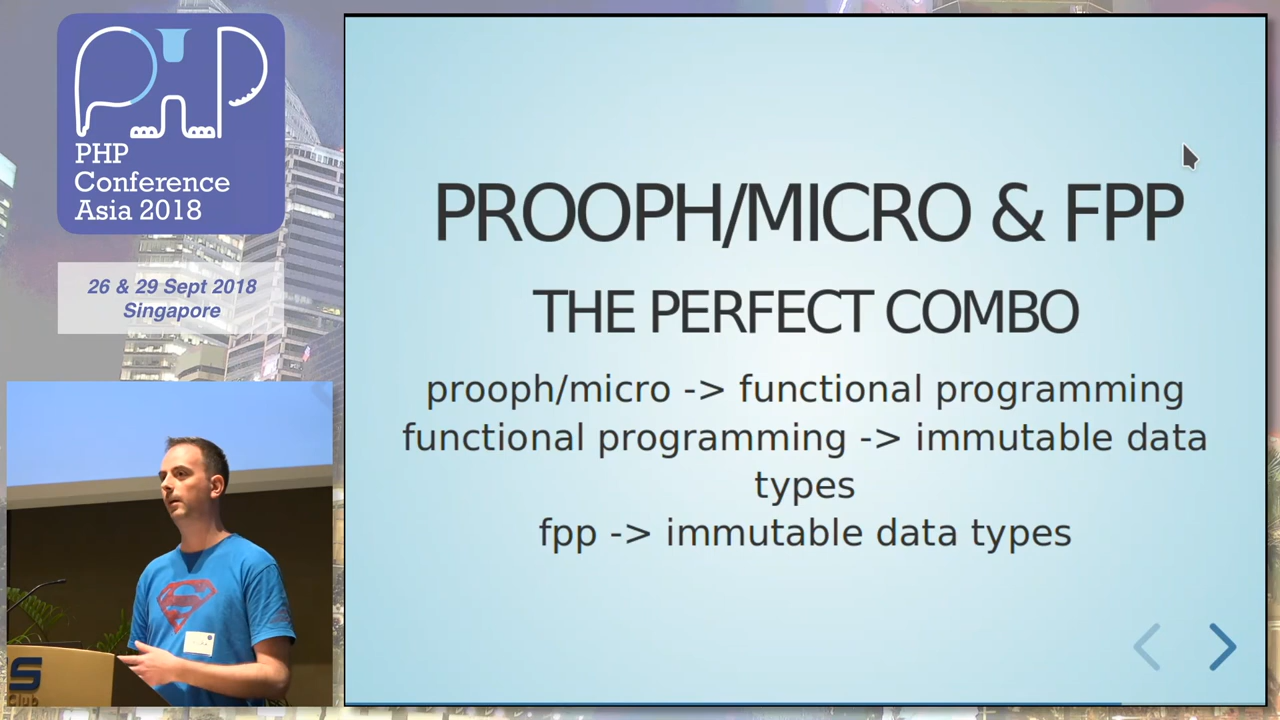 PHP
Conference
Asia 2018
26 & 29 Sept 2018
Singapore
PROOPH/MICRO & FPP
THE PERFECT COMBO
prooph/micro -> functional programming
functional programming -> immutable data
types
fpp -> immutable data types
S
Club